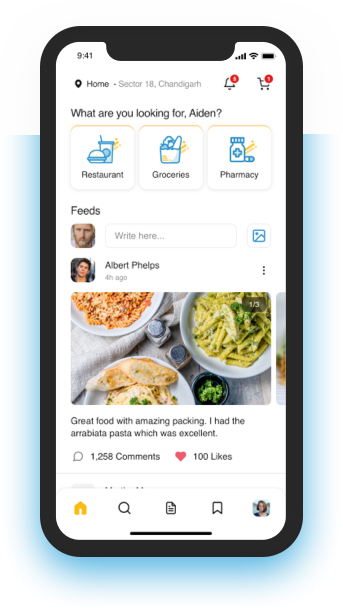 9:41
Home - Sector 18, Chandigarh
6
1
What are you looking for, Aiden?
Restaurant Groceries Pharmacy
Feeds
Write here...
Albert Phelps
4h ago
1/3
Great food with amazing packing. I had the
arrabiata pasta which was excellent.
1,258 Comments 100 Likes